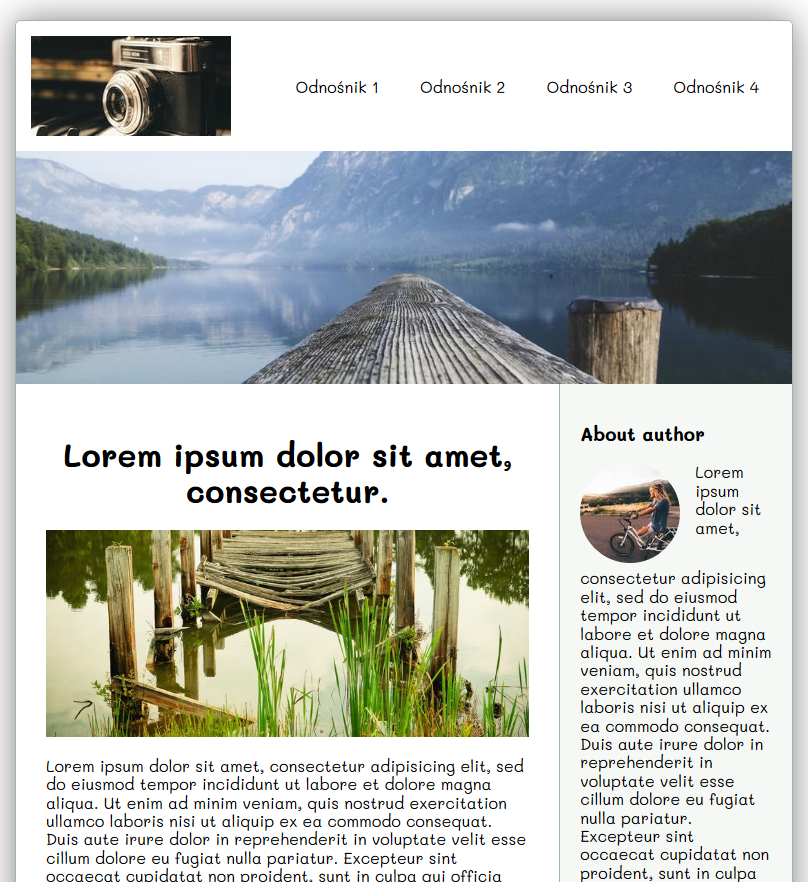 Odnośnik 1 Odnośnik 2 Odnośnik 3 Odnośnik 4
Lorem ipsum dolor sit amet,
consectetur.
Lorem ipsum dolor sit amet, consectetur adipisicing elit, sed
do eiusmod tempor incididunt ut labore et dolore magna
aliqua. Ut enim ad minim veniam, quis nostrud exercitation
ullamco laboris nisi ut aliquip ex ea commodo consequat.
Duis aute irure dolor in reprehenderit in voluptate velit esse
cillum dolore eu fugiat nulla pariatur. Excepteur sint
occaecat cupidatat non proident, sunt in culpa qui officia
About author
Lorem
ipsum
dolor sit
amet,
consectetur adipisicing
elit, sed do eiusmod
tempor incididunt ut
labore et dolore magna
aliqua. Ut enim ad minim
veniam, quis nostrud
exercitation ullamco
laboris nisi ut aliquip ex
ea commodo consequat.
Duis aute irure dolor in
reprehenderit in
voluptate velit esse
cillum dolore eu fugiat
nulla pariatur.
Excepteur sint
occaecat cupidatat non
proident, sunt in culpa